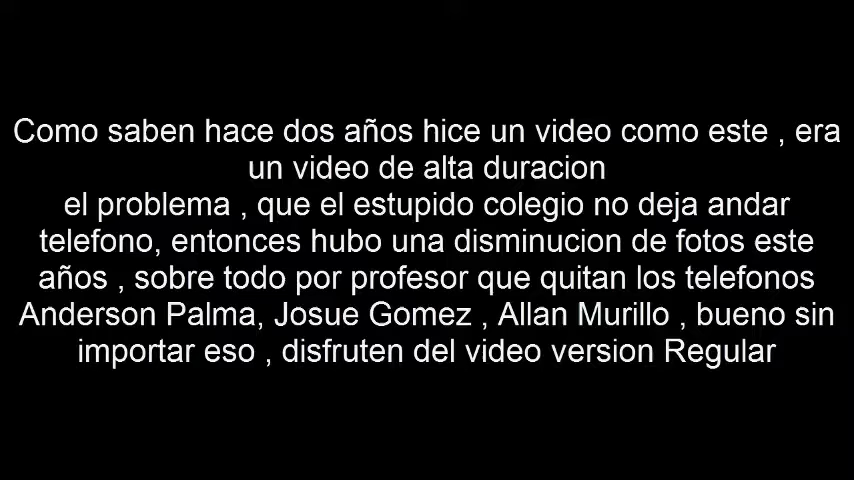 Como saben hace dos años hice un video como este , era
un video de alta duracion
el problema , que el estupido colegio no deja andar
telefono, entonces hubo una disminucion de fotos este
años , sobre todo por profesor que quitan los telefonos
Anderson Palma, Josue Gomez , Allan Murillo , bueno sin
importar eso , disfruten del video version Regular